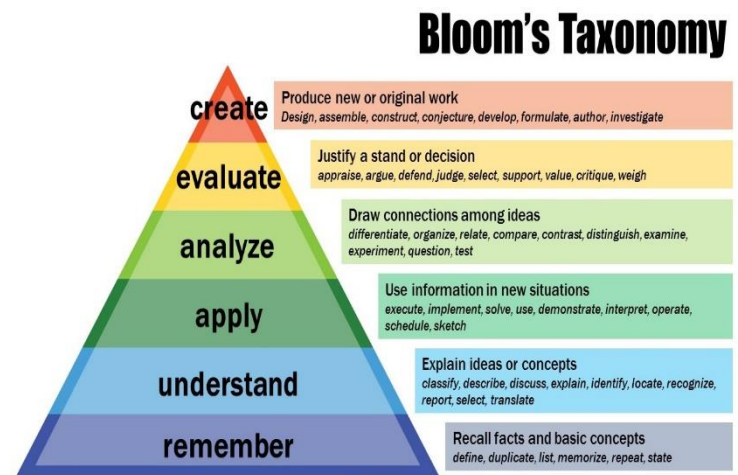 Bloom's Taxonomy
create
Produce new or original work
Design, assemble, construct, conjecture, develop, formulate, author, investigate
evaluate
Justify a stand or decision
appraise, argue, defend, judge, select, support, value, critique, weigh
analyze
Draw connections among ideas
differentiate, organize, relate, compare, contrast, distinguish, examine,
experiment, question, test
apply
Use information in new situations
execute, implement, solve, use, demonstrate, interpret, operate,
schedule, sketch
understand
Explain ideas or concepts
classify, describe, discuss, explain, identify, locate, recognize,
report, select, translate
remember
Recall facts and basic concepts
define, duplicate, list, memorize, repeat, state